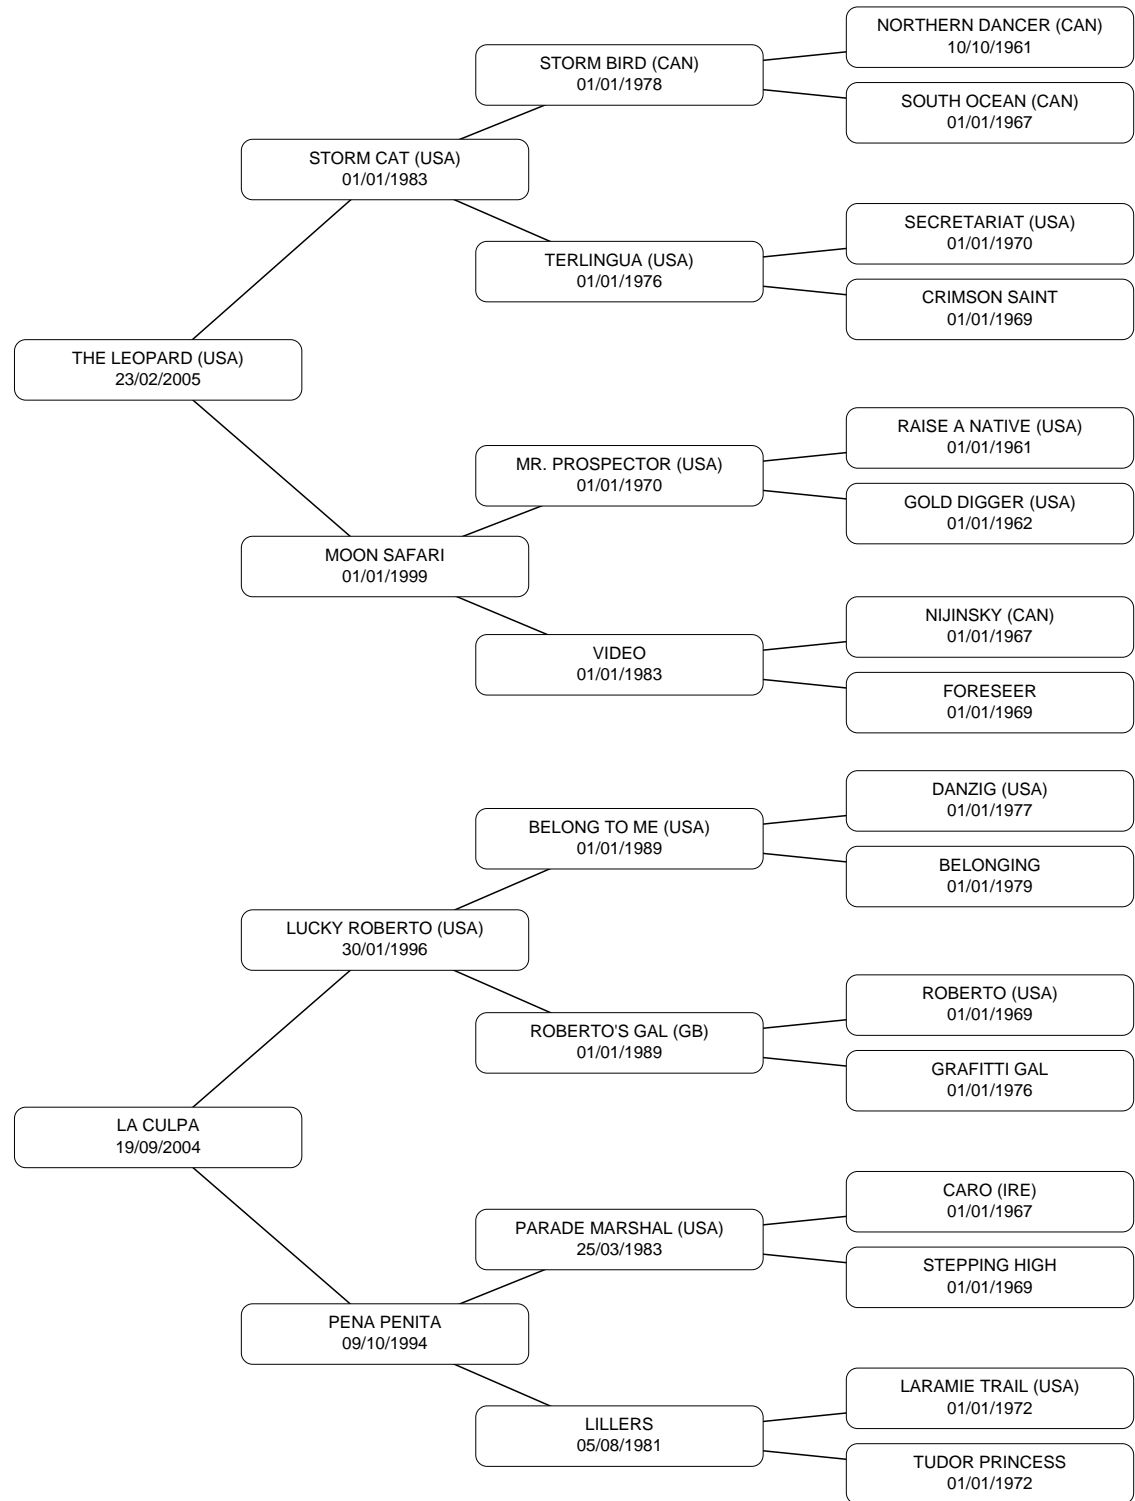 NORTHERN DANCER (CAN)
10/10/1961
STORM BIRD (CAN)
01/01/1978
SOUTH OCEAN (CAN)
01/01/1967
STORM CAT (USA)
01/01/1983
SECRETARIAT (USA)
01/01/1970
TERLINGUA (USA)
01/01/1976
CRIMSON SAINT
01/01/1969
THE LEOPARD (USA)
23/02/2005
RAISE A NATIVE (USA)
01/01/1961
MR. PROSPECTOR (USA)
01/01/1970
GOLD DIGGER (USA)
01/01/1962
MOON SAFARI
01/01/1999
NIJINSKY (CAN)
01/01/1967
VIDEO
01/01/1983
FORESEER
01/01/1969
DANZIG (USA)
01/01/1977
BELONG TO ME (USA)
01/01/1989
BELONGING
01/01/1979
LUCKY ROBERTO (USA)
30/01/1996
ROBERTO (USA)
01/01/1969
ROBERTO'S GAL (GB)
01/01/1989
GRAFITTI GAL
01/01/1976
LA CULPA
19/09/2004
CARO (IRE)
01/01/1967
PARADE MARSHAL (USA)
25/03/1983
STEPPING HIGH
01/01/1969
PENA PENITA
09/10/1994
LARAMIE TRAIL (USA)
01/01/1972
LILLERS
05/08/1981
TUDOR PRINCESS
01/01/1972